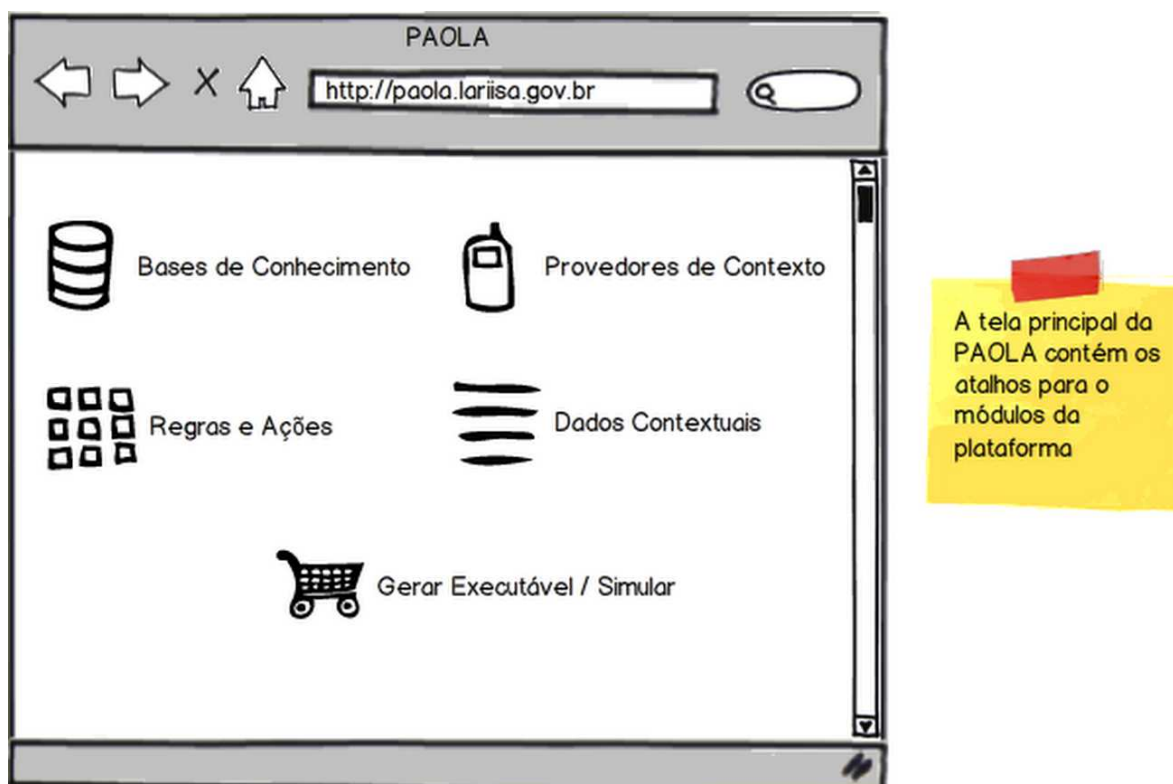 PAOLA
http://paola.lariisa.gov.br
Bases de Conhecimento
Provedores de Contexto
Regras e Ações
Dados Contextuais
Gerar Executável / Simular
A tela principal da
PAOLA contém os
atalhos para o
módulos da
plataforma